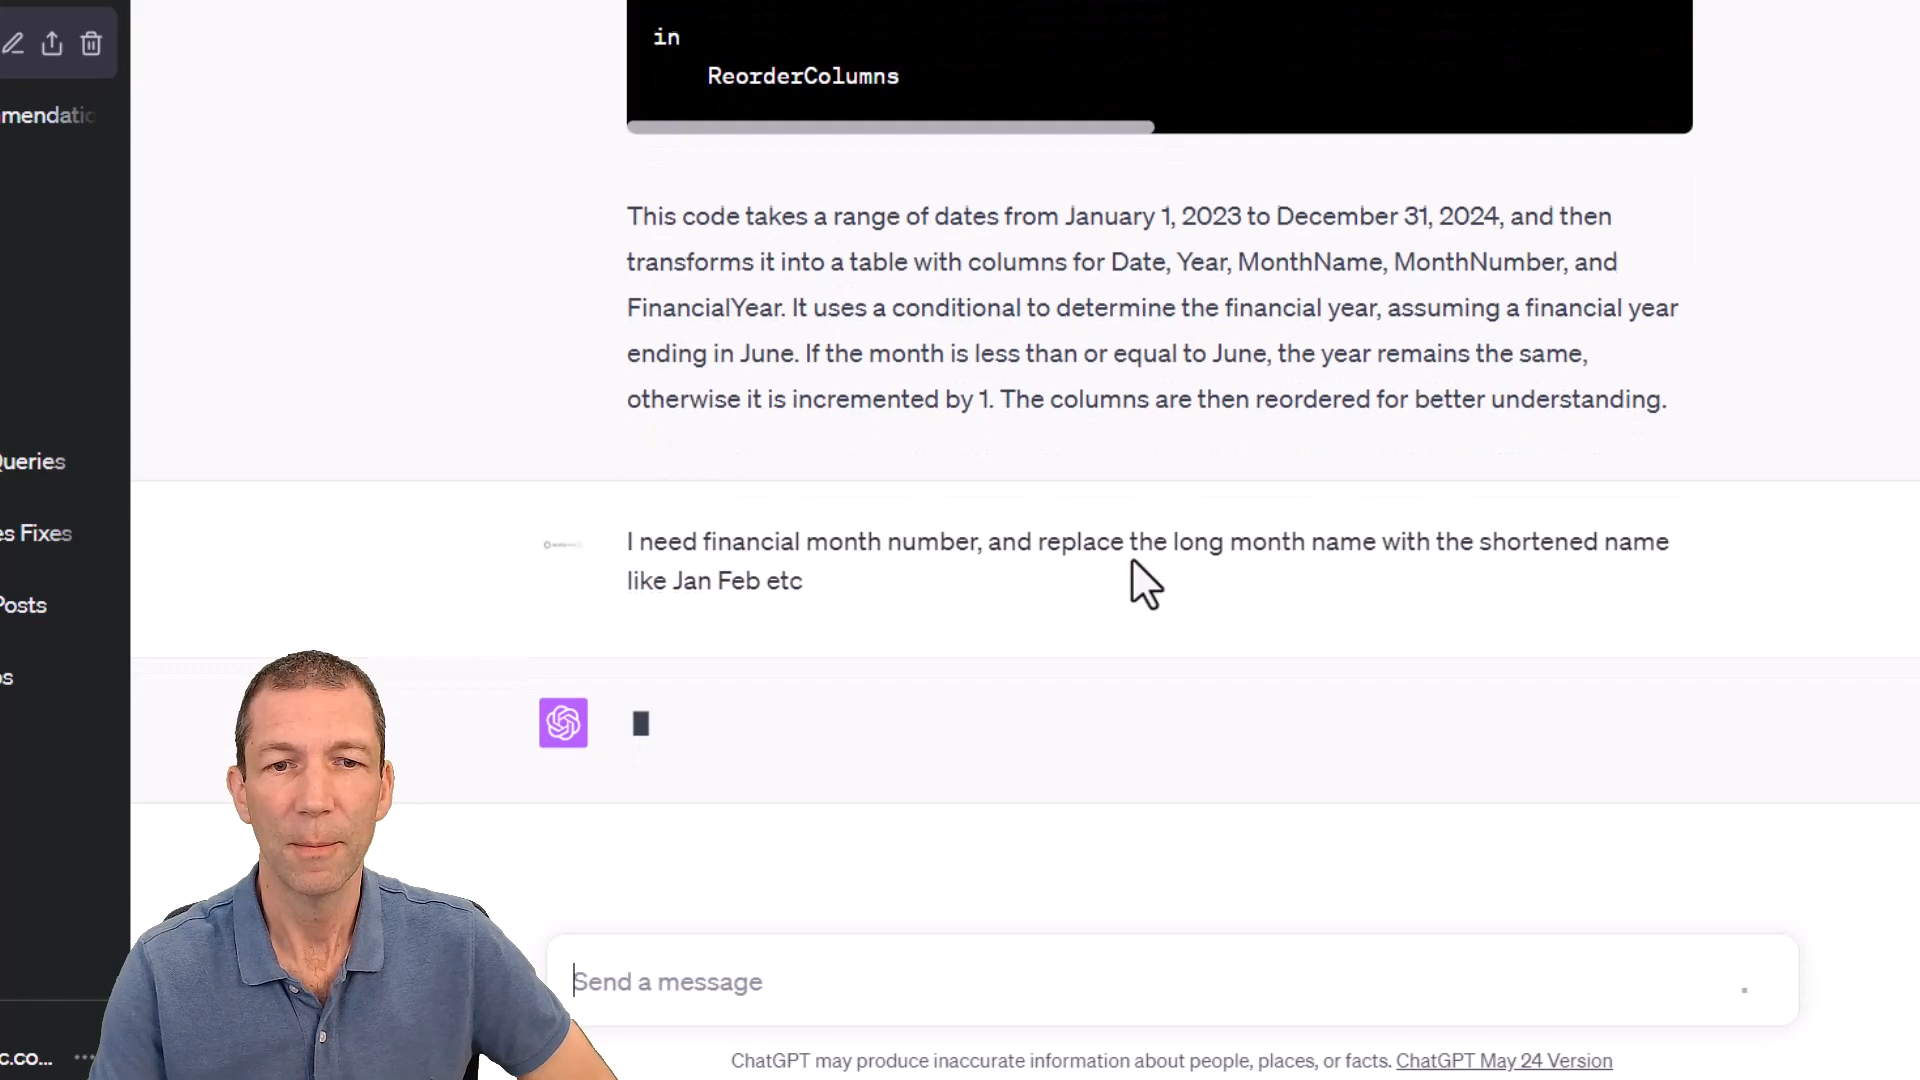 in
ReorderColumns
This code takes a range of dates from January 1, 2023 to December 31, 2024, and then
transforms it into a table with columns for Date, Year, MonthName, MonthNumber, and
FinancialYear. It uses a conditional to determine the financial year, assuming a financial year
ending in June. If the month is less than or equal to June, the year remains the same,
otherwise it is incremented by 1. The columns are then reordered for better understanding.
I need financial month number, and replace the long month name with the shortened name
like Jan Feb etc
Send a message
ChatGPT may produce inaccurate information about people, places, or facts. ChatGPT May 24 Version
mendatio
Queries
es Fixes
Posts
os
c.co...